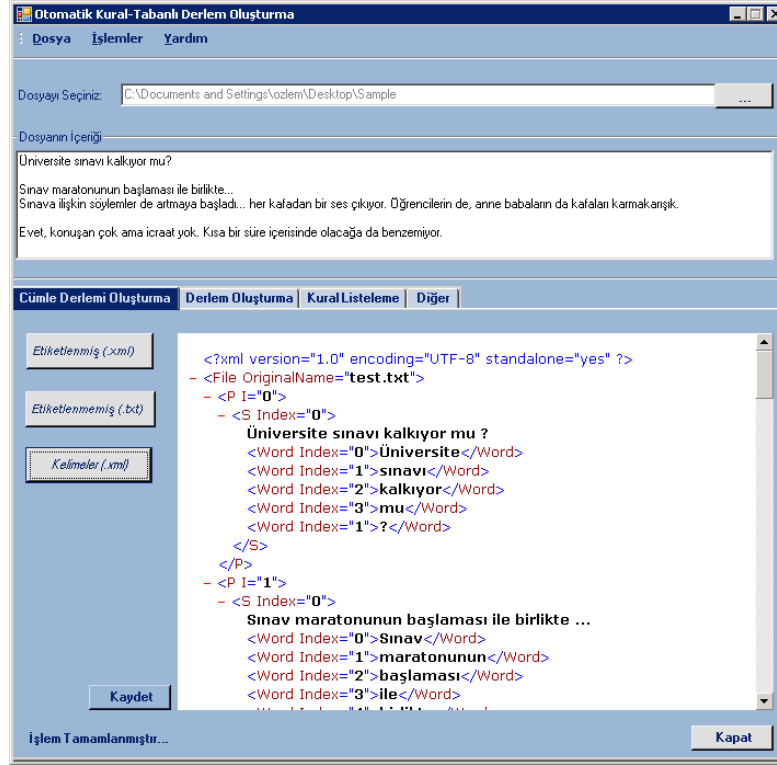 Otomatik Kural-Tabanlı Derlem Oluşturma
Dosya İşlemler Yardım
Dosyayı Seçiniz: C:\Documents and Settings\ozlem\Desktop\Sample ...
Dosyanın İçeriği
Üniversite sınavı kalkıyor mu?
Sınav maratonunun başlaması ile birlikte...
Sınava ilişkin söylemler de artmaya başladı... her kafadan bir ses çıkıyor. Öğrencilerin de, anne babaların da kafaları karmakarışık.
Evet, konuşan çok ama icraat yok. Kısa bir süre içerisinde olacağa da benzemiyor.
Cümle Derlemi Oluşturma Derlem Oluşturma Kural Listeleme Diğer
Etiketlenmiş (.xml)
Etiketlenmemiş (.txt)
Kelimeler (.xml)
<?xml version="1.0" encoding="UTF-8" standalone="yes" ?>
- <File OriginalName="test.txt">
- <P I="0">
- <S Index="0">
Üniversite sınavı kalkıyor mu ?
<Word Index="0">Üniversite</Word>
<Word Index="1">sınavı</Word>
<Word Index="2">kalkıyor</Word>
<Word Index="3">mu</Word>
<Word Index="1">?</Word>
</S>
</P>
- <P I="1">
- <S Index="0">
Sınav maratonunun başlaması ile birlikte ...
<Word Index="0">Sınav</Word>
<Word Index="1">maratonunun</Word>
<Word Index="2">başlaması</Word>
<Word Index="3">ile</Word>
Kaydet
İşlem Tamamlanmıştır...
Kapat